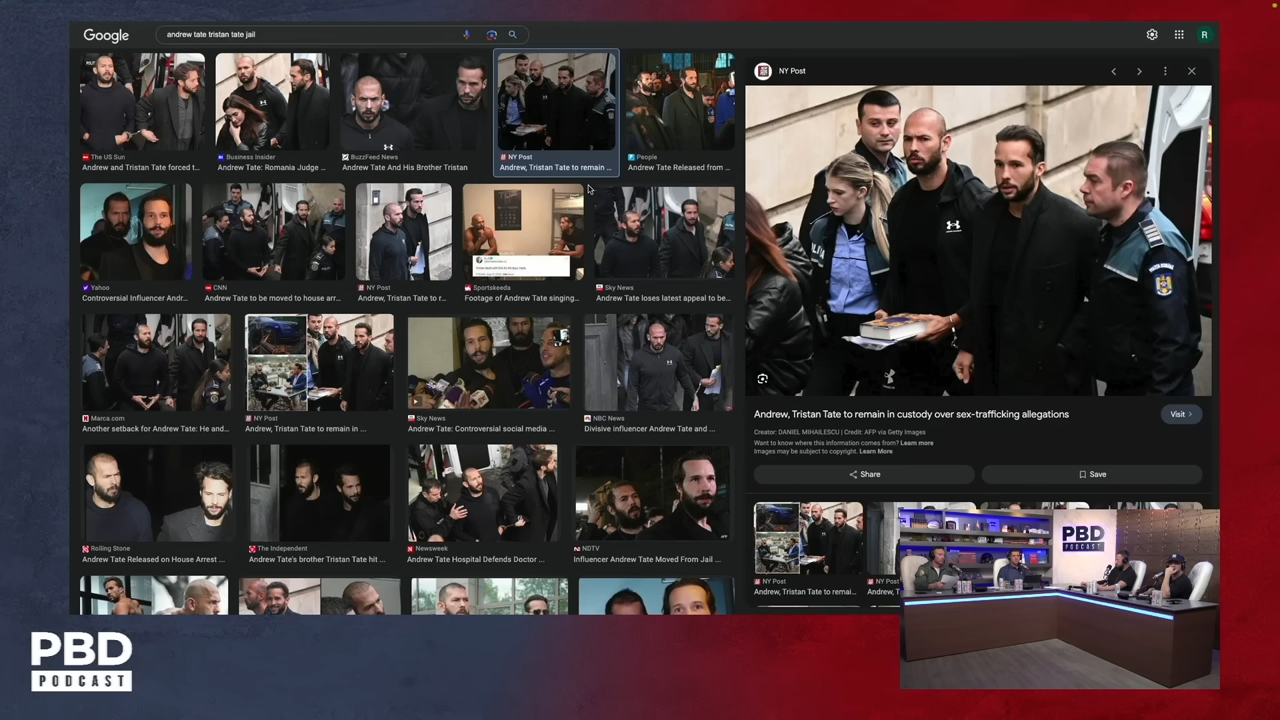 Google
andrew tate tristan tate jail
R
The US Sun
Andrew and Tristan Tate forced t...
Business Insider
Andrew Tate: Romania Judge ...
BuzzFeed News
Andrew Tate And His Brother Tristan
NY Post
Andrew, Tristan Tate to remain ...
People
Andrew Tate Released from ...
NY Post
Yahoo
Controversial Influencer Andr...
CNN
Andrew Tate to be moved to house arr...
NY Post
Andrew, Tristan Tate to r...
Sportskeeda
Footage of Andrew Tate singing...
Sky News
Andrew Tate loses latest appeal to be...
Marca.com
Another setback for Andrew Tate: He and...
NY Post
Andrew, Tristan Tate to remain in ...
Sky News
Andrew Tate: Controversial social media ...
NBC News
Divisive influencer Andrew Tate and ...
Andrew, Tristan Tate to remain in custody over sex-trafficking allegations
Visit
Creator: DANIEL MIHAILESCU | Credit: AFP via Getty Images
Want to know where this information comes from? Learn more
Images may be subject to copyright. Learn More
Share
Save
Rolling Stone
Andrew Tate Released on House Arrest ...
The Independent
Andrew Tate's brother Tristan Tate hit ...
Newsweek
Andrew Tate Hospital Defends Doctor ...
NDTV
Influencer Andrew Tate Moved From Jail ...
NY Post
Andrew, Tristan Tate to remai...
NY Post
Andrew, T
PBD
PODCAST
PBD
PODCAST